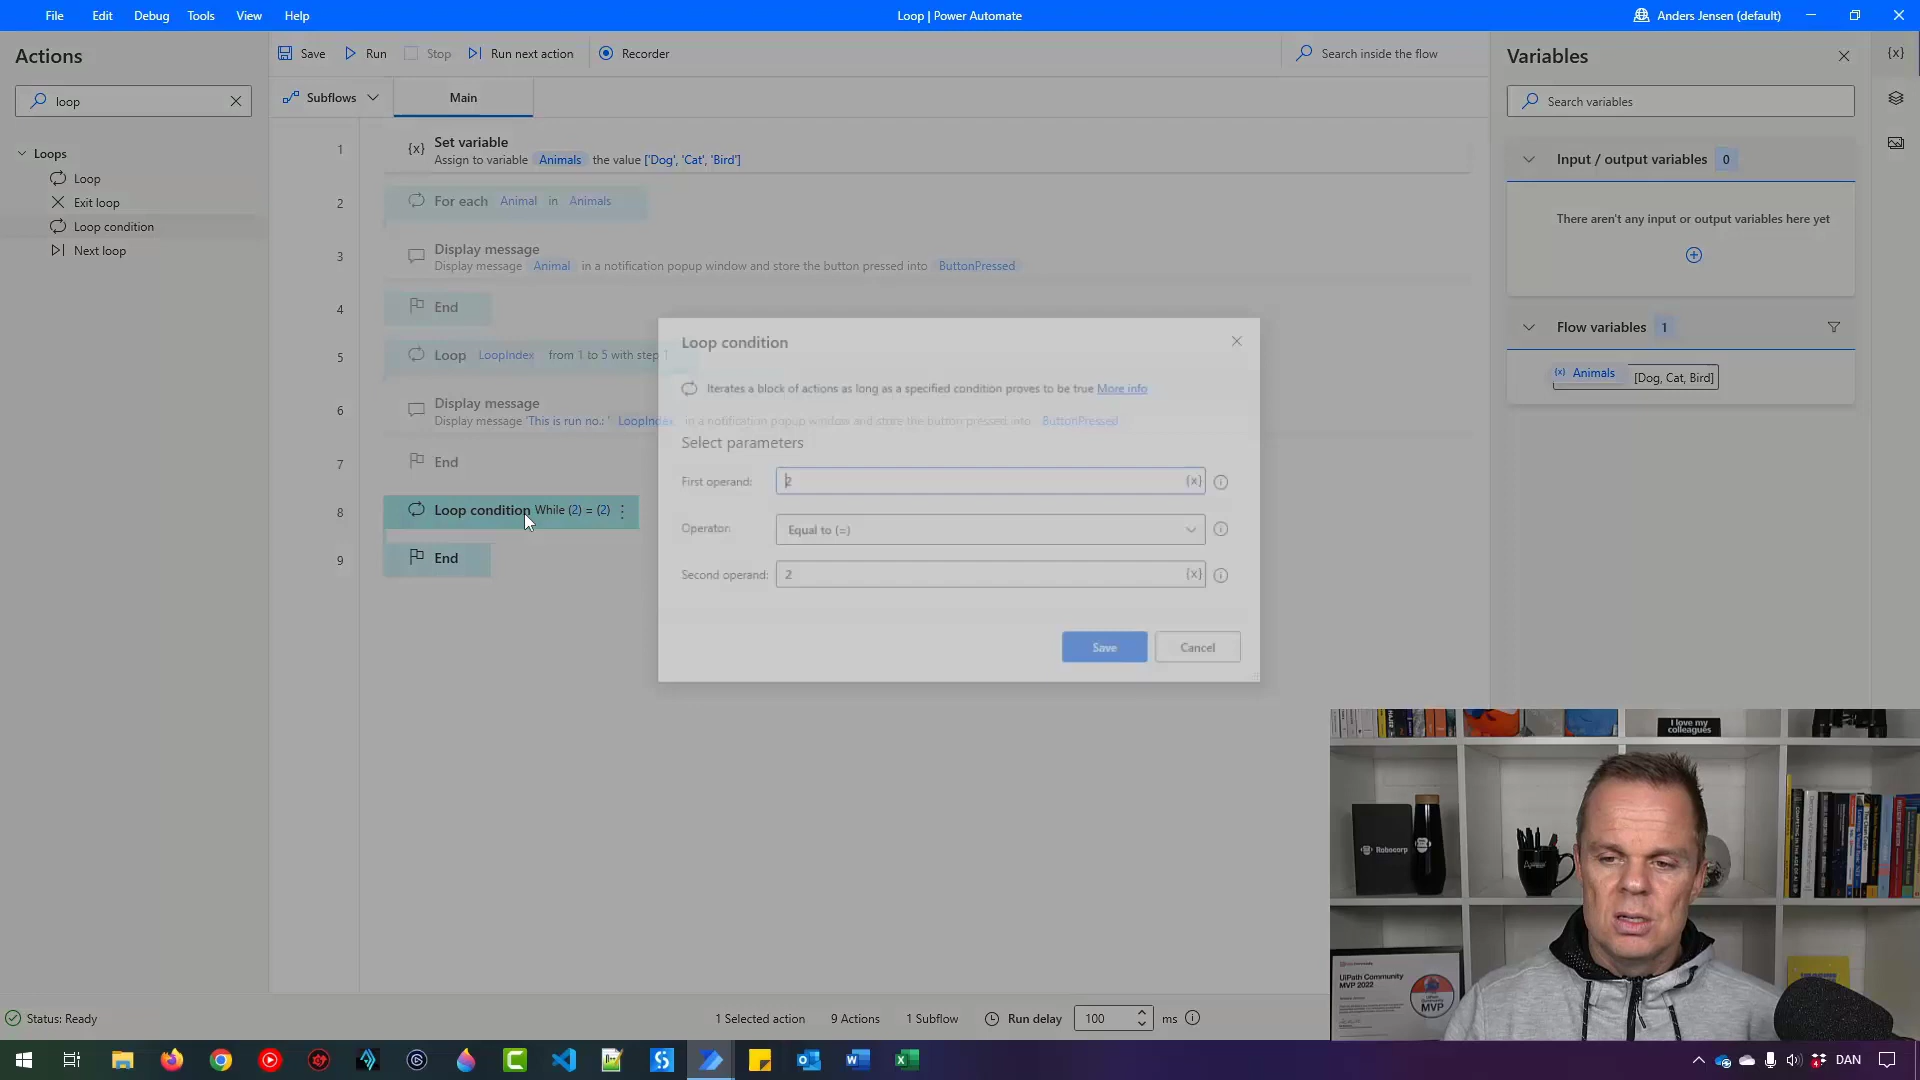 File Edit Debug Tools View Help
Loop | Power Automate
Anders Jensen (default)
Actions
loop
Loops
Loop
Exit loop
Loop condition
Next loop
Save Run Stop Run next action Recorder
Search inside the flow
Subflows
Main
1
Set variable
Assign to variable Animals the value ['Dog', 'Cat', 'Bird']
2
For each Animal in Animals
3
Display message
Display message Animal in a notification popup window and store the button pressed into ButtonPressed
4
End
5
Loop LoopIndex from 1 to 5 with step 1
6
Display message
Display message 'This is run no.: ' LoopIndex in a notification popup window and store the button pressed into ButtonPressed
7
End
8
Loop condition While (2) = (2)
9
End
Loop condition
Iterates a block of actions as long as a specified condition proves to be true More info
Select parameters
First operand: 2 {x}
Operator: Equal to (=)
Second operand: 2 {x}
Save Cancel
Variables
{x}
Search variables
Input / output variables 0
There aren't any input or output variables here yet
Flow variables 1
(x) Animals [Dog, Cat, Bird]
I love my
colleagues
Robocorp
UiPath Community
MVP 2022
MVP
Status: Ready
1 Selected action 9 Actions 1 Subflow Run delay 100 ms
DAN